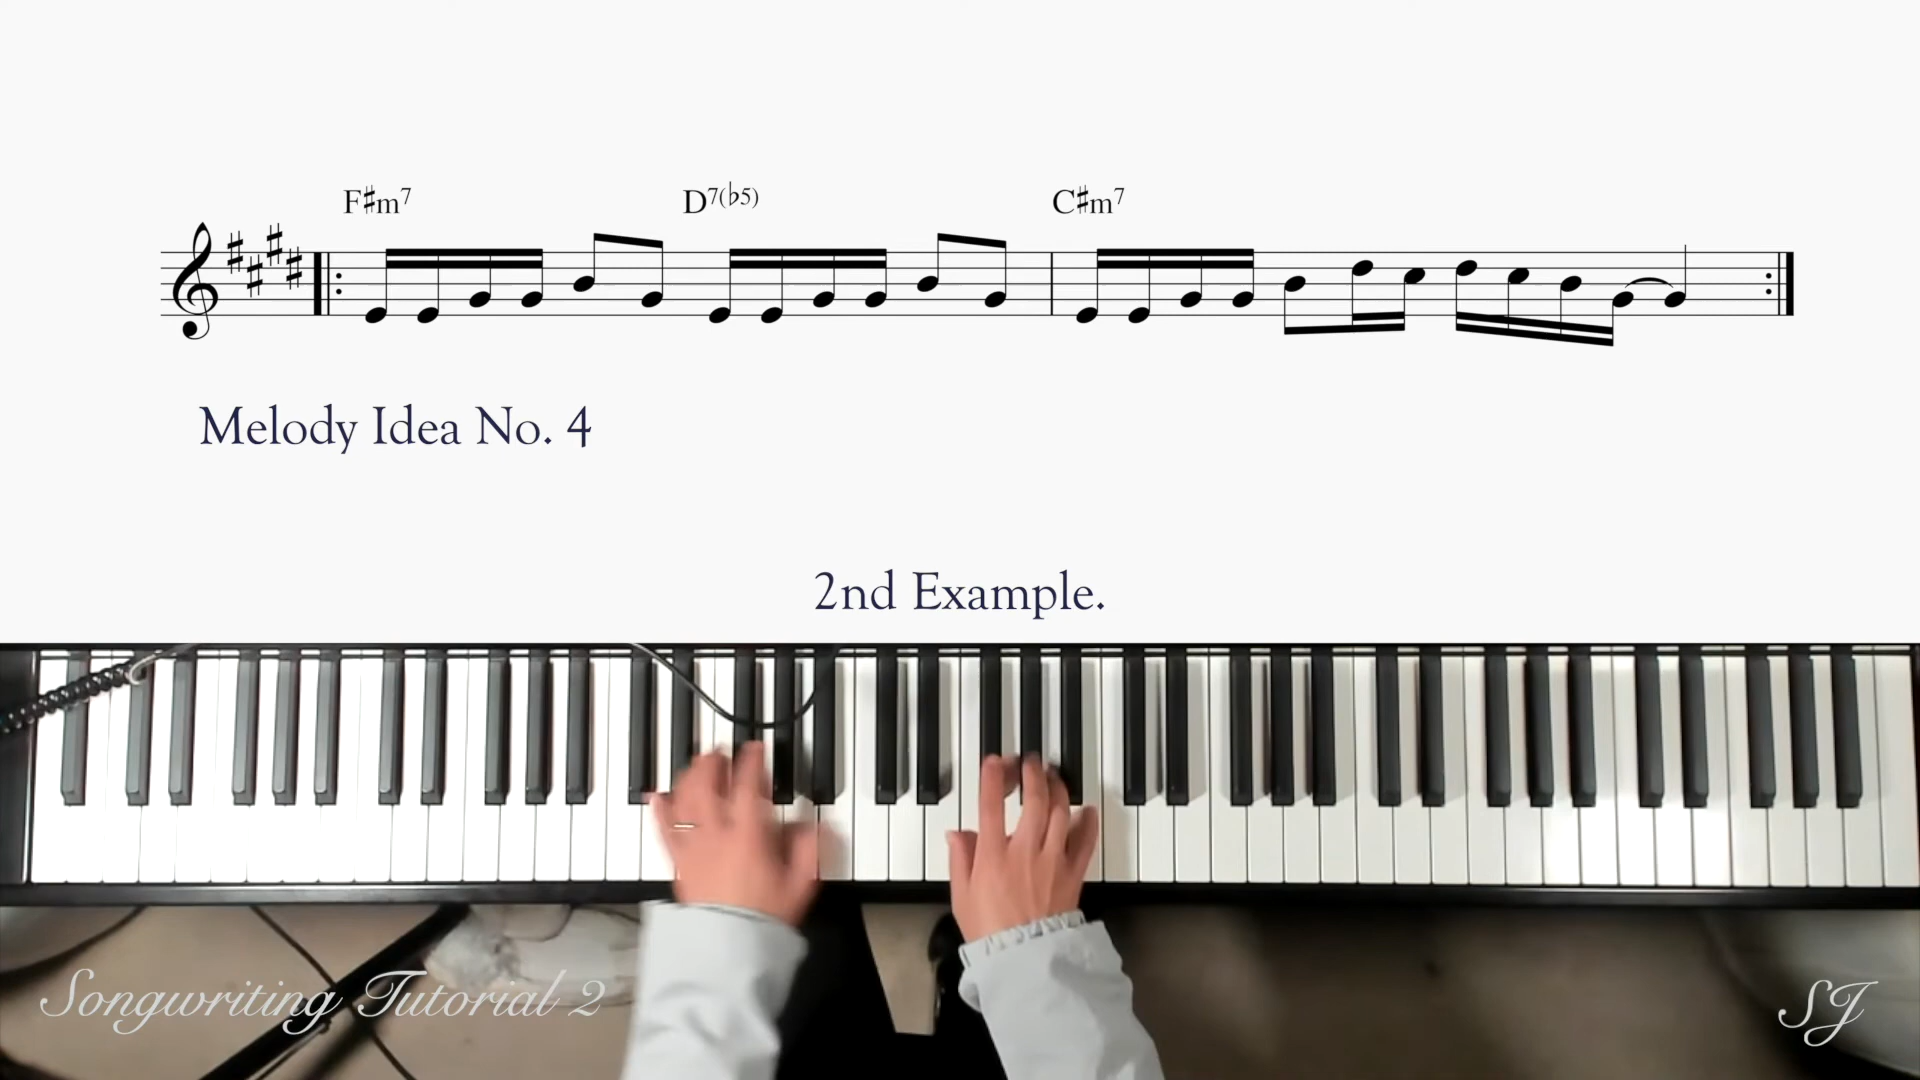 F♯m7 D7(♭5) C♯m7
Melody Idea No. 4
2nd Example.
Songwriting Tutorial 2
SJ